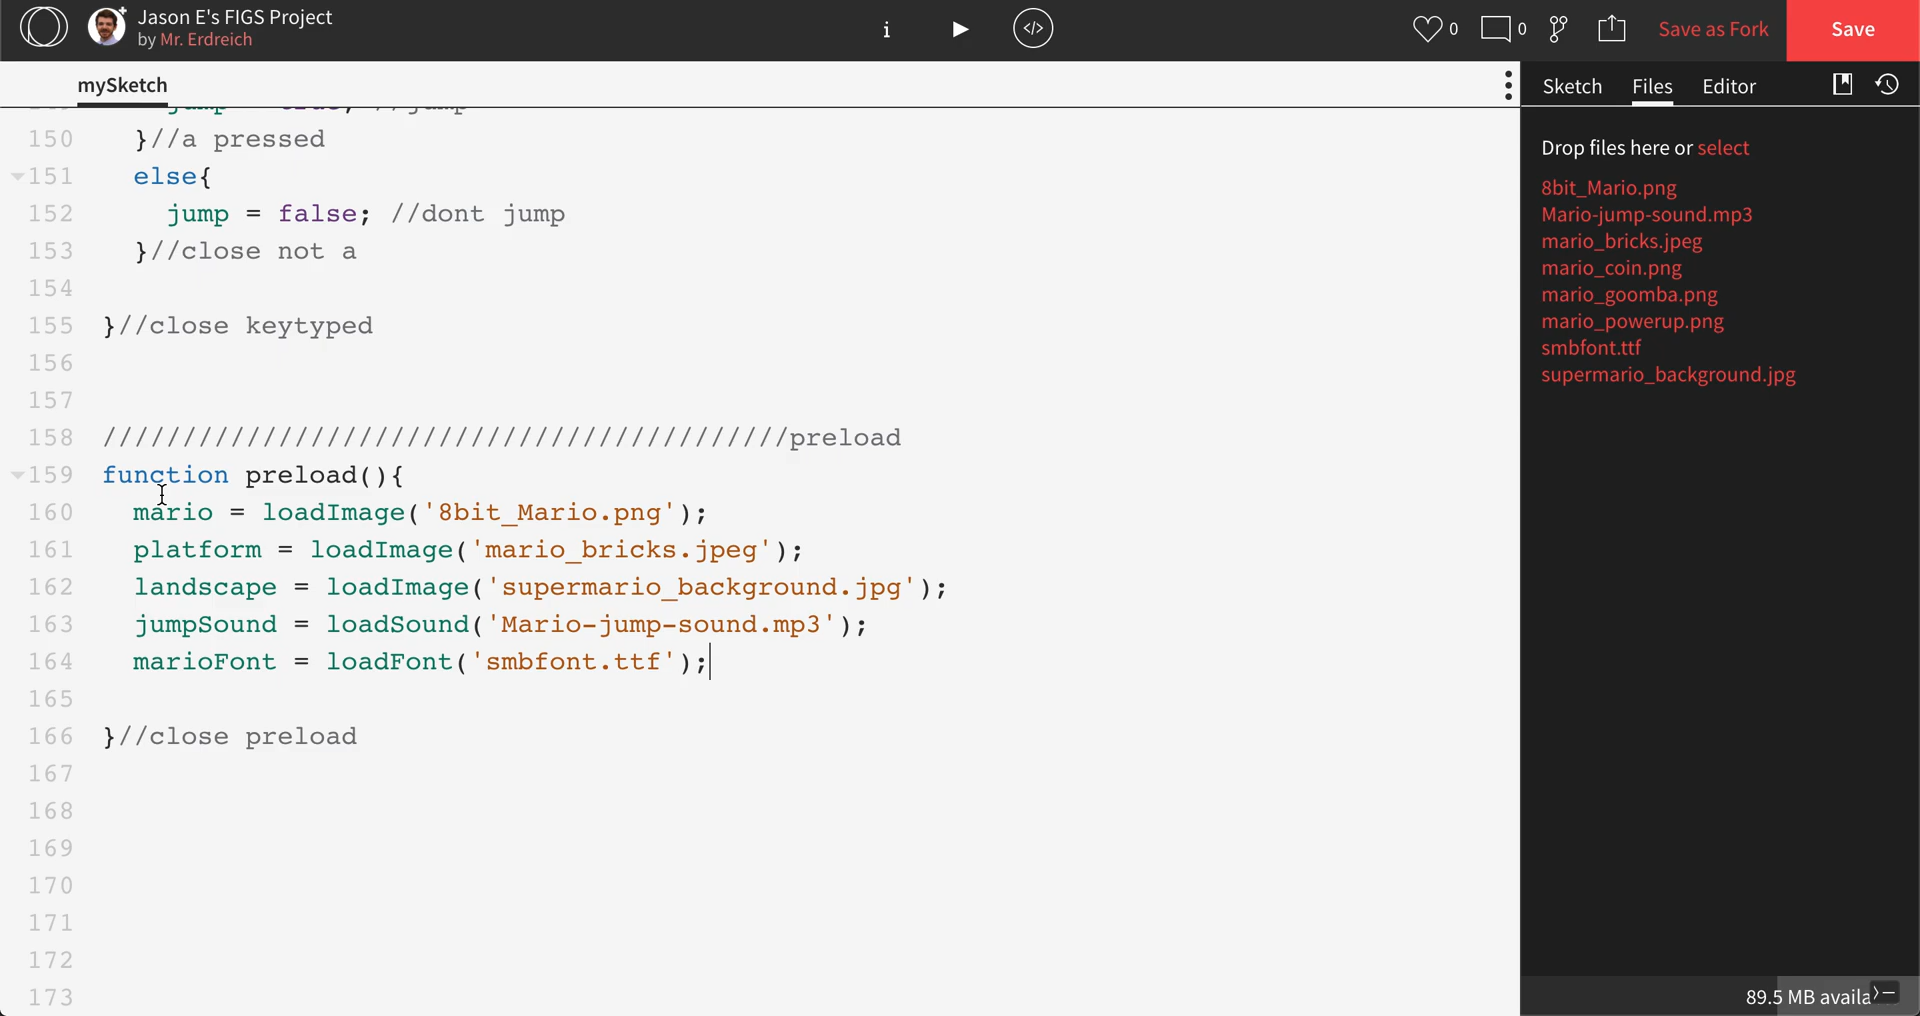 Jason E's FIGS Project
by Mr. Erdreich
i
</>
0
0
Save as Fork
Save
mySketch
Sketch
Files
Editor
150 }//a pressed
151 else{
152 jump = false; //dont jump
153 }//close not a
154
155 }//close keytyped
156
157
158 ///////////////////////////////////////////preload
159 function preload(){
160 mario = loadImage('8bit_Mario.png');
161 platform = loadImage('mario_bricks.jpeg');
162 landscape = loadImage('supermario_background.jpg');
163 jumpSound = loadSound('Mario-jump-sound.mp3');
164 marioFont = loadFont('smbfont.ttf');
165
166 }//close preload
167
168
169
170
171
172
173
Drop files here or select
8bit_Mario.png
Mario-jump-sound.mp3
mario_bricks.jpeg
mario_coin.png
mario_goomba.png
mario_powerup.png
smbfont.ttf
supermario_background.jpg
89.5 MB availa